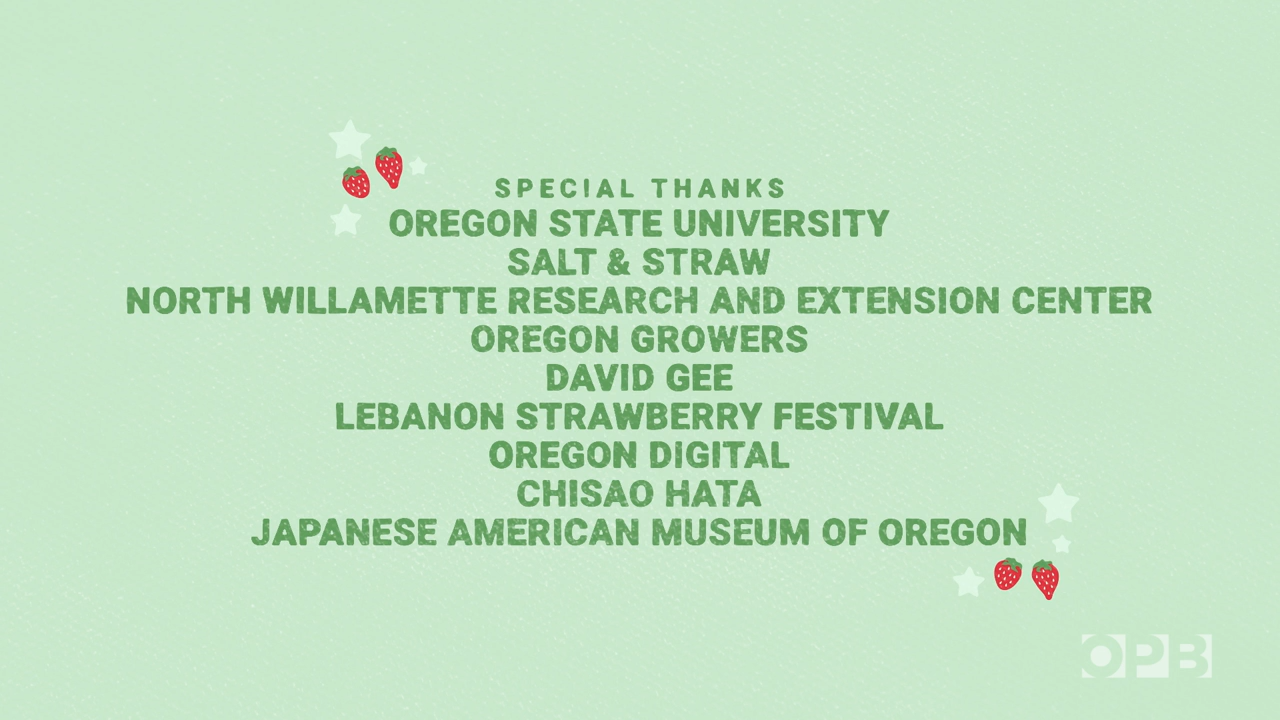 SPECIAL THANKS
OREGON STATE UNIVERSITY
SALT & STRAW
NORTH WILLAMETTE RESEARCH AND EXTENSION CENTER
OREGON GROWERS
DAVID GEE
LEBANON STRAWBERRY FESTIVAL
OREGON DIGITAL
CHISAO HATA
JAPANESE AMERICAN MUSEUM OF OREGON
OPB